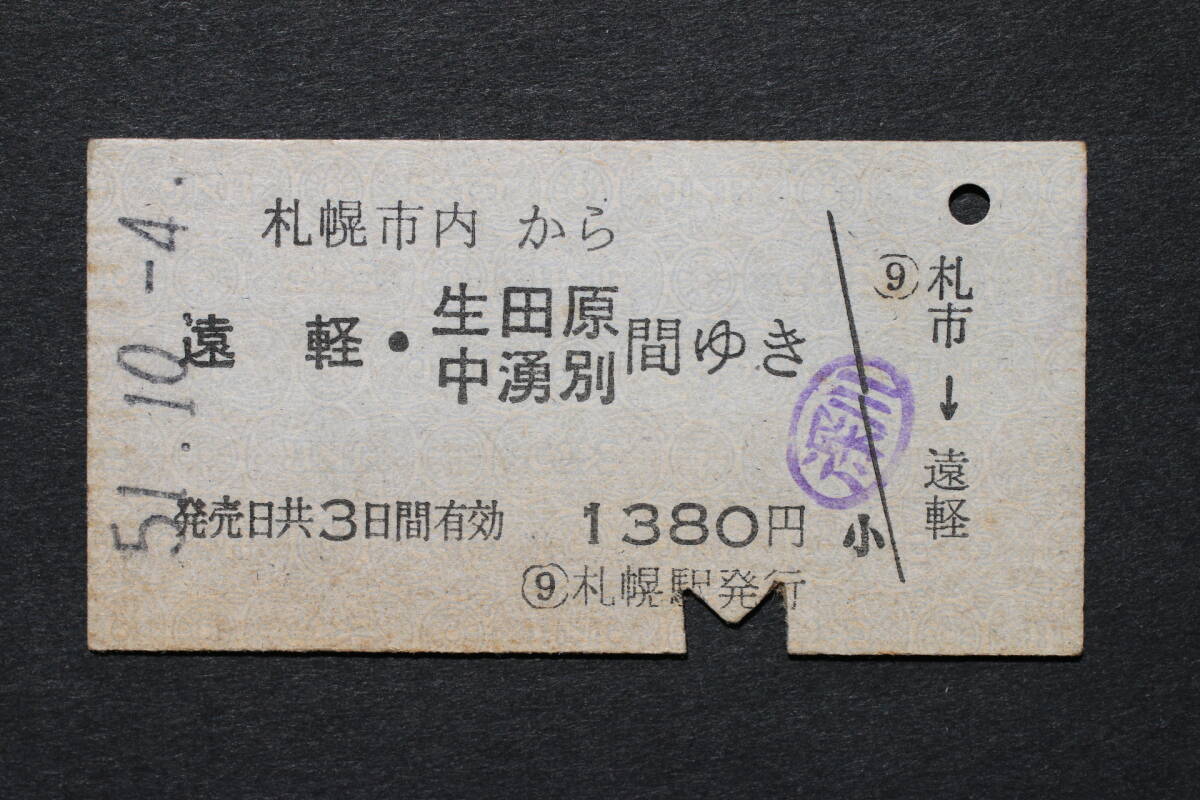 51.10.-4.
札幌市内 から
遠 軽・生田原
中湧別間ゆき
発売日共3日間有効 1380円
⑨札幌駅発行
小
⑨札市→遠軽